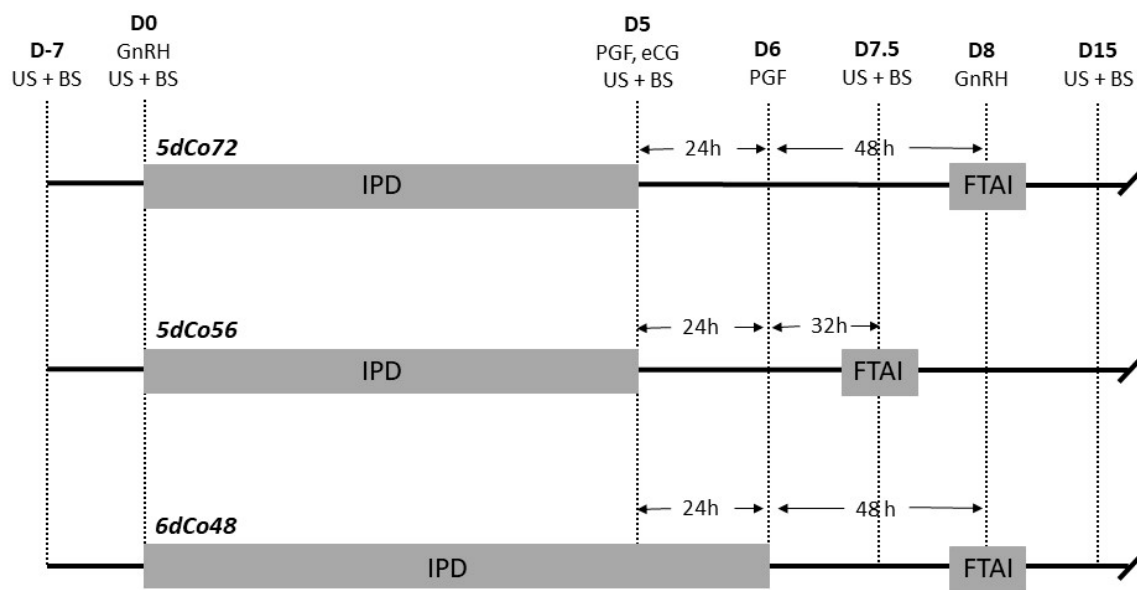 D-7
US + BS
D0
GnRH
US + BS
D5
PGF, eCG
US + BS
D6
PGF
D7.5
US + BS
D8
GnRH
D15
US + BS
5dCo72
24h
48h
IPD
FTAI
5dCo56
24h
32h
IPD
FTAI
6dCo48
24h
48h
IPD
FTAI